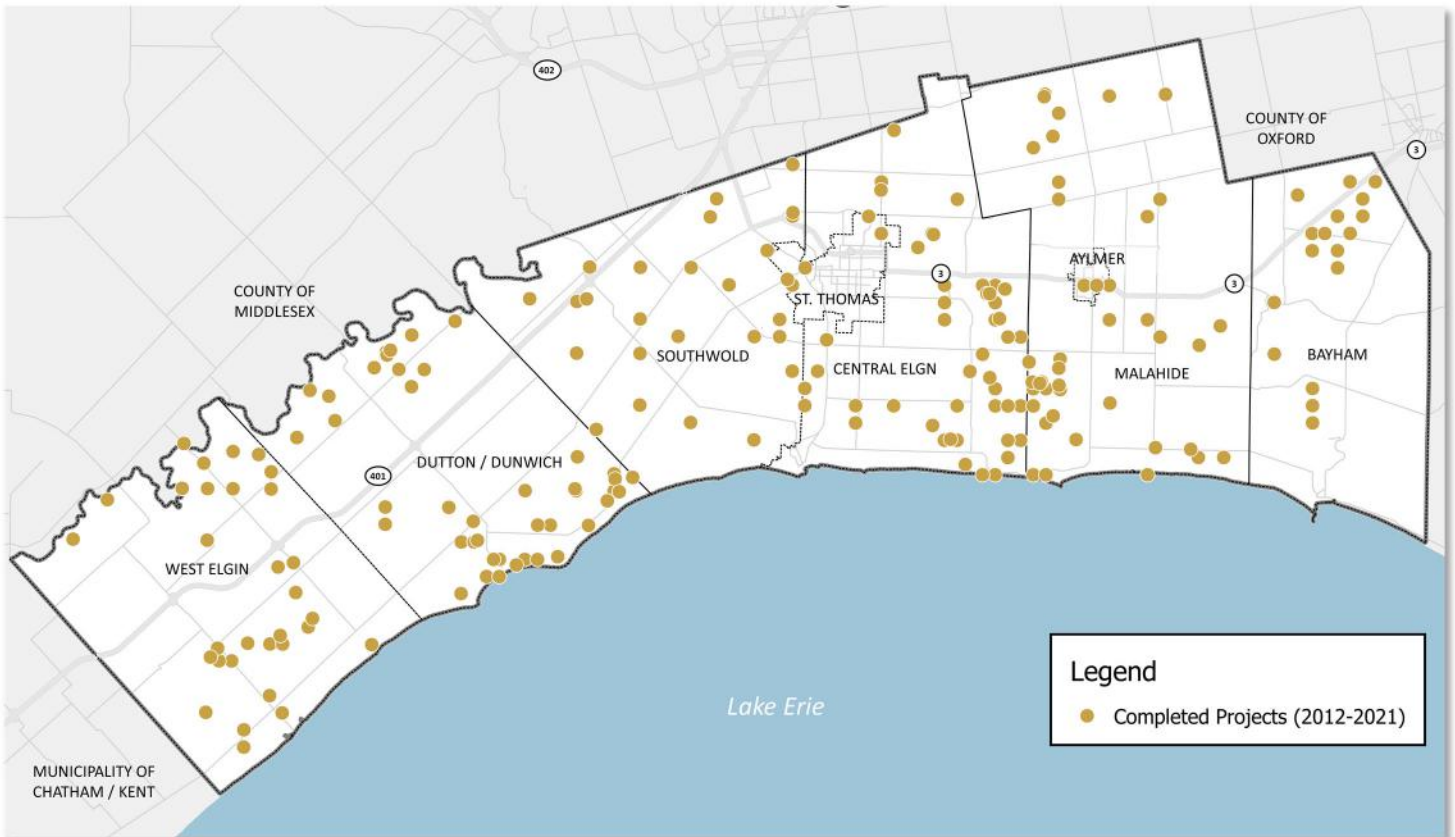 402
COUNTY OF
OXFORD
3
COUNTY OF
MIDDLESEX
AYLMER
3
3
ST. THOMAS
SOUTHWOLD
BAYHAM
CENTRAL ELGN
MALAHIDE
DUTTON / DUNWICH
401
WEST ELGIN
Legend
Lake Erie
Completed Projects (2012-2021)
MUNICIPALITY OF
CHATHAM / KENT